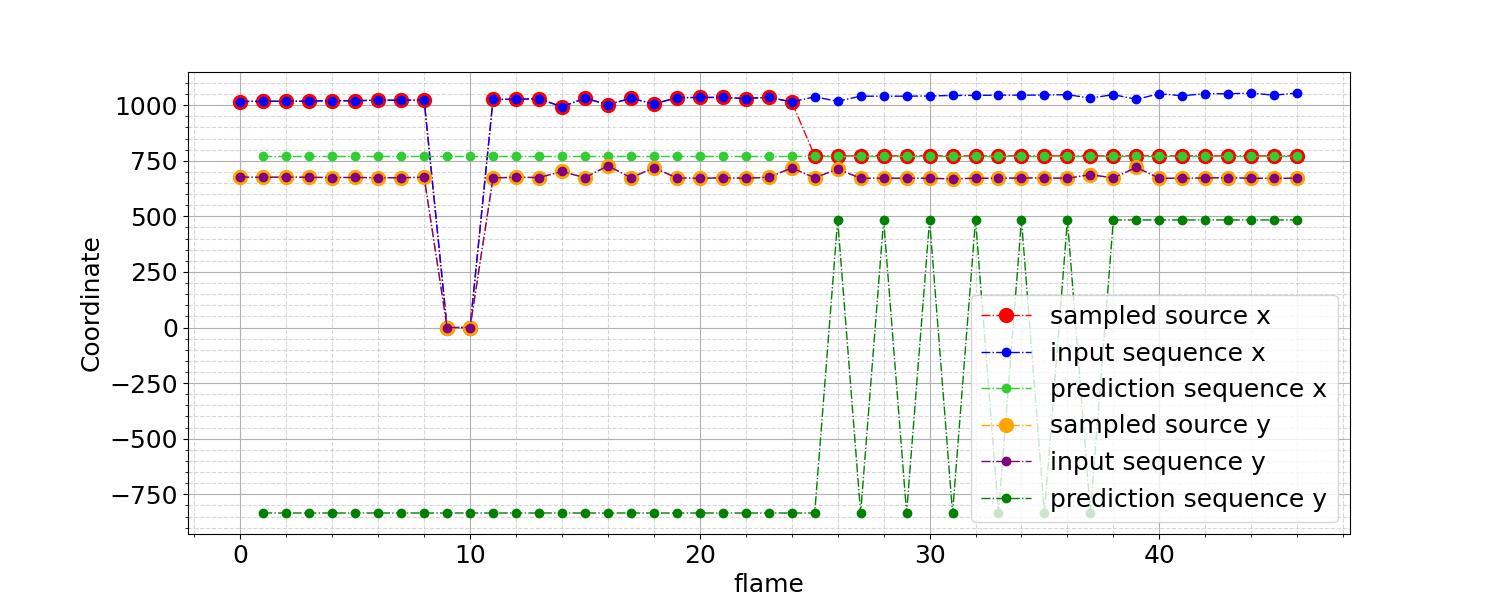 1000
750
500
250
0
−250
−500
−750
Coordinate
0 10 20 30 40
flame
sampled source x
input sequence x
prediction sequence x
sampled source y
input sequence y
prediction sequence y